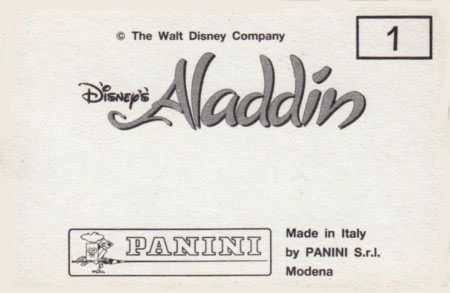 © The Walt Disney Company
1
Disney's Aladdin
PANINI
Made in Italy
by PANINI S.r.l.
Modena